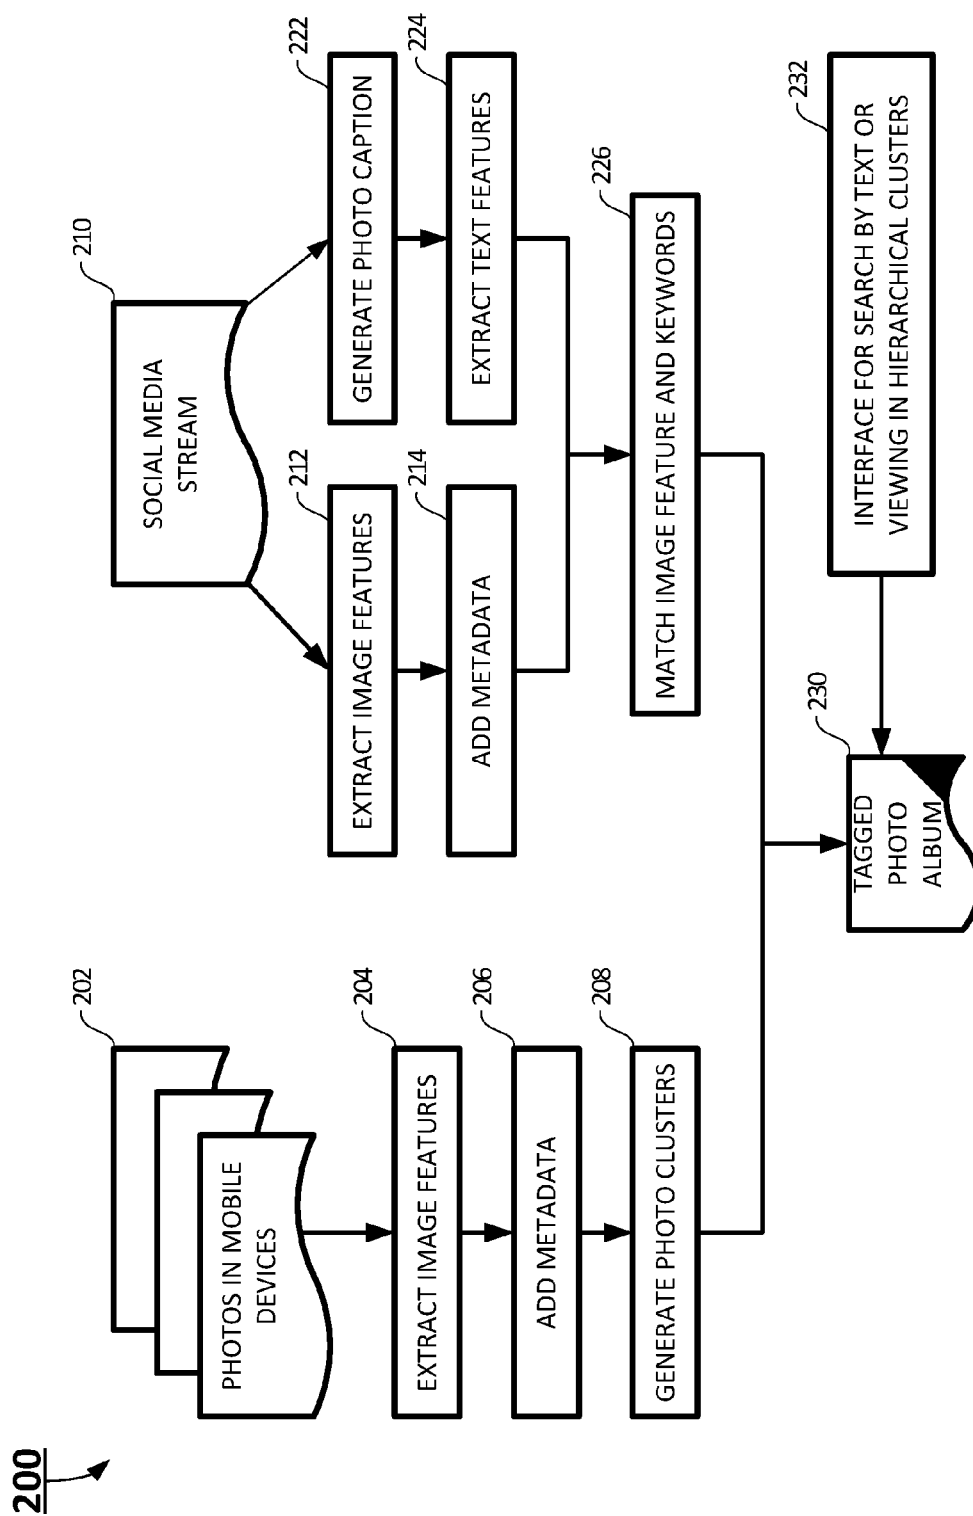 200
202
PHOTOS IN MOBILE
DEVICES
204
EXTRACT IMAGE FEATURES
206
ADD METADATA
208
GENERATE PHOTO CLUSTERS
210
SOCIAL MEDIA
STREAM
212
EXTRACT IMAGE FEATURES
214
ADD METADATA
222
GENERATE PHOTO CAPTION
224
EXTRACT TEXT FEATURES
226
MATCH IMAGE FEATURE AND KEYWORDS
230
TAGGED
PHOTO
ALBUM
232
INTERFACE FOR SEARCH BY TEXT OR
VIEWING IN HIERARCHICAL CLUSTERS